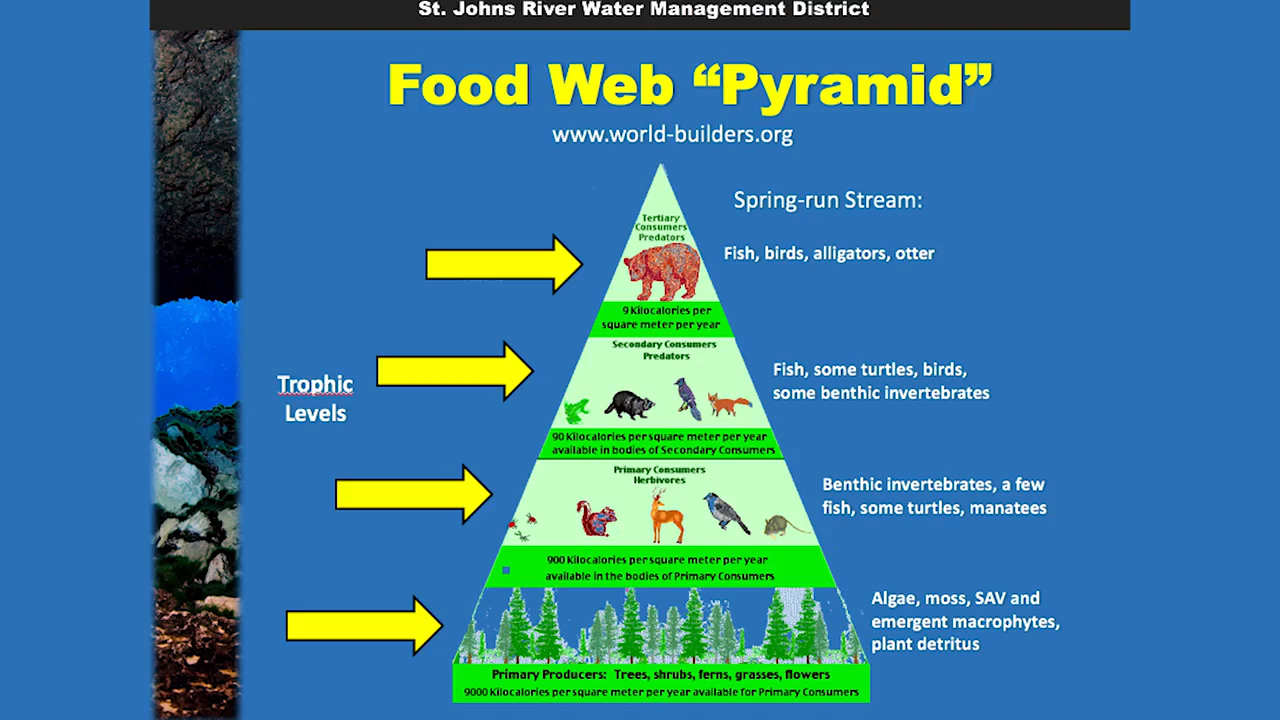 St. Johns River Water Management District
Food Web “Pyramid”
www.world-builders.org
Spring-run Stream:
Tertiary
Consumers
Predators
Fish, birds, alligators, otter
9 Kilocalories per
square meter per year
Secondary Consumers
Predators
Fish, some turtles, birds,
some benthic invertebrates
Trophic
Levels
90 Kilocalories per square meter per year
available in bodies of Secondary Consumers
Primary Consumers
Herbivores
Benthic invertebrates, a few
fish, some turtles, manatees
900 Kilocalories per square meter per year
available in the bodies of Primary Consumers
Algae, moss, SAV and
emergent macrophytes,
plant detritus
Primary Producers: Trees, shrubs, ferns, grasses, flowers
9000 Kilocalories per square meter per year available for Primary Consumers